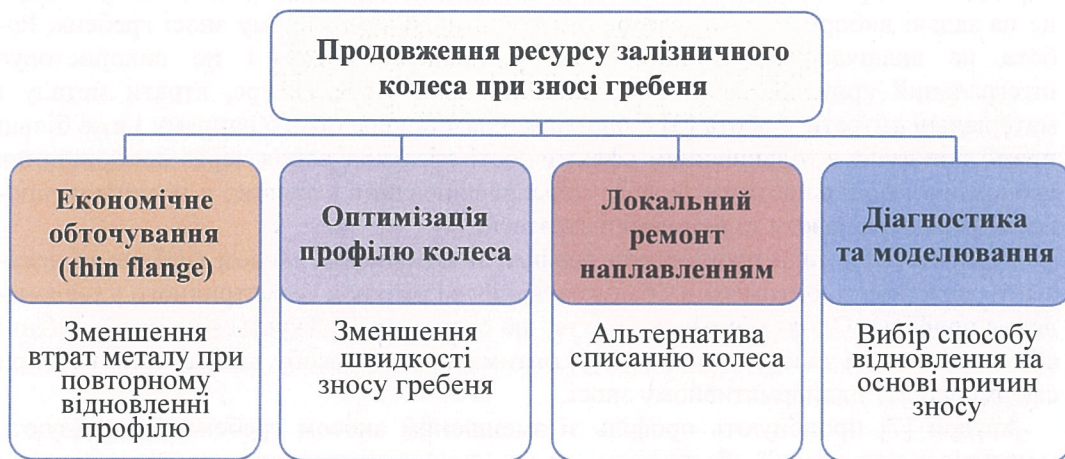 Продовження ресурсу залізничного
колеса при зносі гребеня
Економічне
обточування
(thin flange)
Зменшення
втрат металу при
повторному
відновленні
профілю
Оптимізація
профілю колеса
Зменшення
швидкості
зносу гребеня
Локальний
ремонт
наплавленням
Альтернатива
списанню колеса
Діагностика
та моделювання
Вибір способу
відновлення на
основі причин
зносу